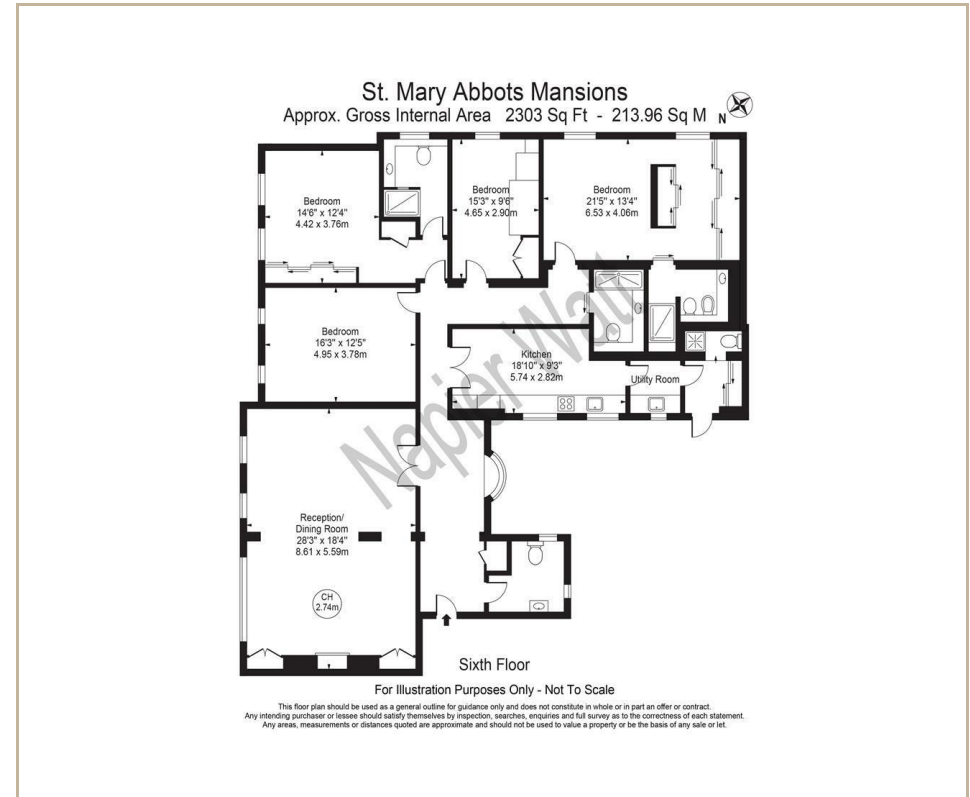 St. Mary Abbots Mansions
Approx. Gross Internal Area 2303 Sq Ft - 213.96 Sq M
N
Bedroom
14'6" x 12'4"
4.42 x 3.76m
Bedroom
15'3" x 9'6"
4.65 x 2.90m
Bedroom
21'5" x 13'4"
6.53 x 4.06m
Bedroom
16'3" x 12'5"
4.95 x 3.78m
Kitchen
18'10" x 9'3"
5.74 x 2.82m
Utility Room
Napier Watt
Reception/
Dining Room
28'3" x 18'4"
8.61 x 5.59m
CH
2.74m
Sixth Floor
For Illustration Purposes Only - Not To Scale
This floor plan should be used as a general outline for guidance only and does not constitute in whole or in part an offer or contract.
Any intending purchaser or lessee should satisfy themselves by inspection, searches, enquiries and full survey as to the correctness of each statement.
Any areas, measurements or distances quoted are approximate and should not be used to value a property or be the basis of any sale or let.